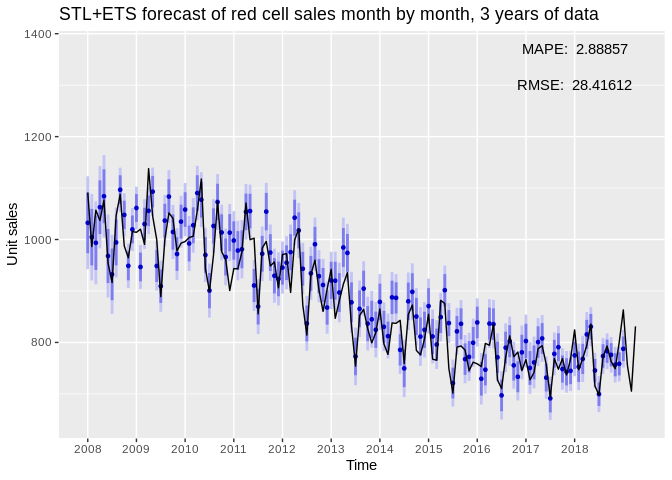 STL+ETS forecast of red cell sales month by month, 3 years of data
MAPE: 2.88857
RMSE: 28.41612
Unit sales
1400
1200
1000
800
2008 2009 2010 2011 2012 2013 2014 2015 2016 2017 2018
Time